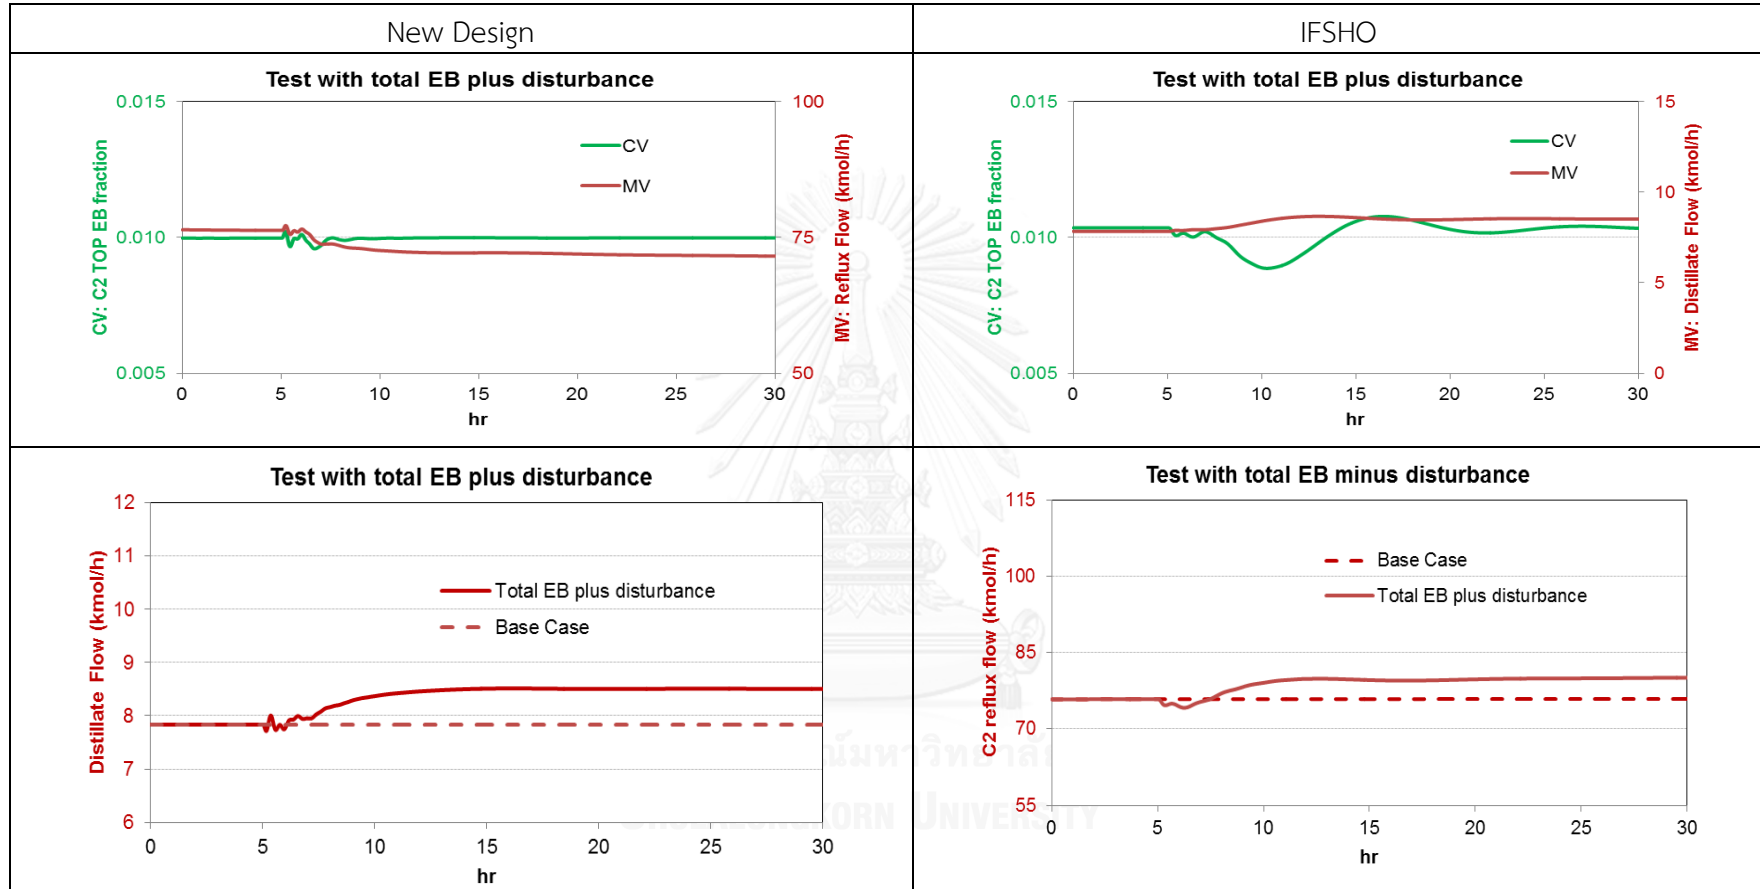 New Design
IFSHO
Test with total EB plus disturbance
0.015
0.010
0.005
CV: C2 TOP EB fraction
100
75
50
MV: Reflux Flow (kmol/h)
CV
MV
0 5 10 15 20 25 30
hr
Test with total EB plus disturbance
0.015
0.010
0.005
CV: C2 TOP EB fraction
15
10
5
0
MV: Distillate Flow (kmol/h)
CV
MV
0 5 10 15 20 25 30
hr
Test with total EB plus disturbance
12
11
10
9
8
7
6
Distillate Flow (kmol/h)
Total EB plus disturbance
Base Case
0 5 10 15 20 25 30
hr
Test with total EB minus disturbance
115
100
85
70
55
C2 reflux flow (kmol/h)
Base Case
Total EB plus disturbance
0 5 10 15 20 25 30
hr
UNIVERSITY